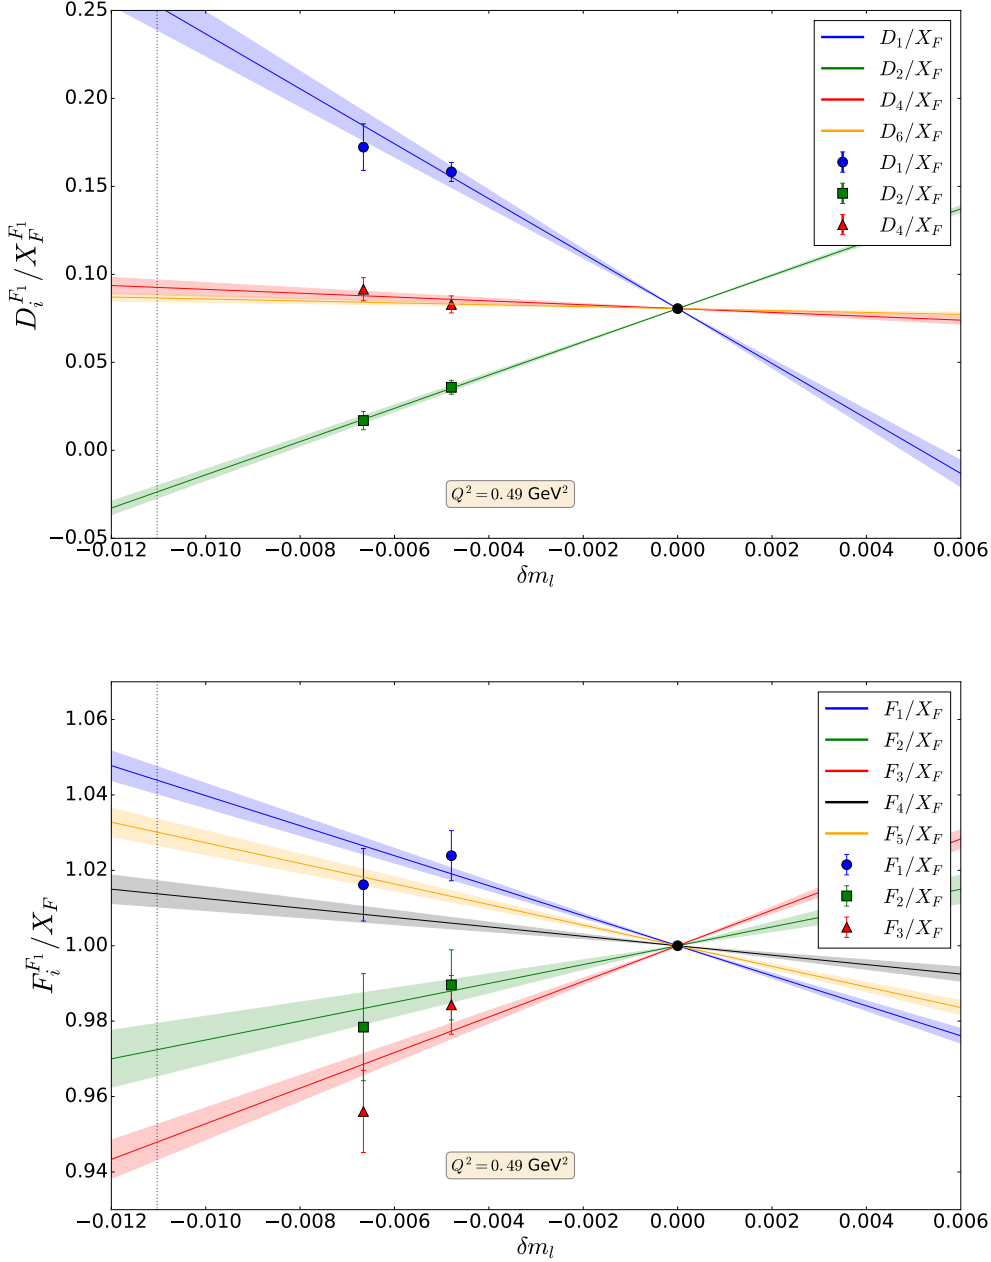 0.25
0.20
0.15
0.10
0.05
0.00
−0.05
$D_i^{F_1}/X_F^{F_1}$
$D_1/X_F$
$D_2/X_F$
$D_4/X_F$
$D_6/X_F$
$D_1/X_F$
$D_2/X_F$
$D_4/X_F$
$Q^2 = 0.49$ GeV$^2$
−0.012 −0.010 −0.008 −0.006 −0.004 −0.002 0.000 0.002 0.004 0.006
$\delta m_l$
1.06
1.04
1.02
1.00
0.98
0.96
0.94
$F_i^{F_1}/X_F$
$F_1/X_F$
$F_2/X_F$
$F_3/X_F$
$F_4/X_F$
$F_5/X_F$
$F_1/X_F$
$F_2/X_F$
$F_3/X_F$
$Q^2 = 0.49$ GeV$^2$
−0.012 −0.010 −0.008 −0.006 −0.004 −0.002 0.000 0.002 0.004 0.006
$\delta m_l$